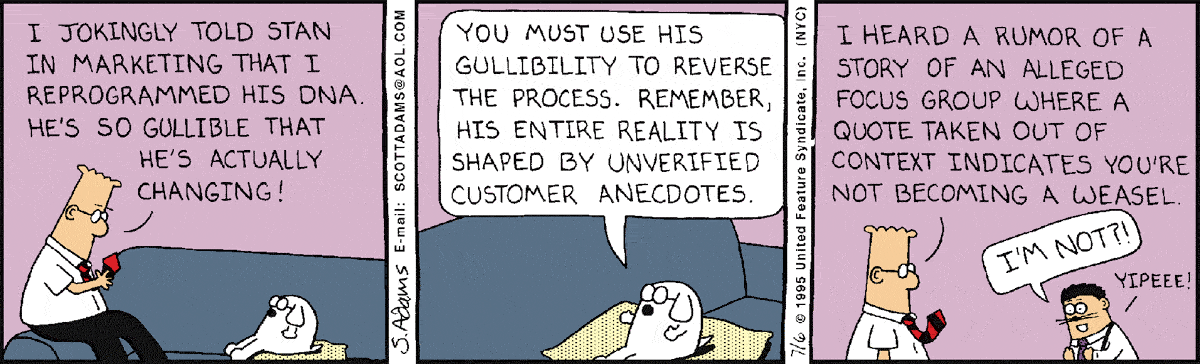 I JOKINGLY TOLD STAN
IN MARKETING THAT I
REPROGRAMMED HIS DNA.
HE'S SO GULLIBLE THAT
HE'S ACTUALLY
CHANGING!
S.Adams E-mail: SCOTTADAMS@AOL.COM
YOU MUST USE HIS
GULLIBILITY TO REVERSE
THE PROCESS. REMEMBER,
HIS ENTIRE REALITY IS
SHAPED BY UNVERIFIED
CUSTOMER ANECDOTES.
7/6 © 1995 United Feature Syndicate, Inc. (NYC)
I HEARD A RUMOR OF A
STORY OF AN ALLEGED
FOCUS GROUP WHERE A
QUOTE TAKEN OUT OF
CONTEXT INDICATES YOU'RE
NOT BECOMING A WEASEL.
I'M NOT?!
YIPEEE!